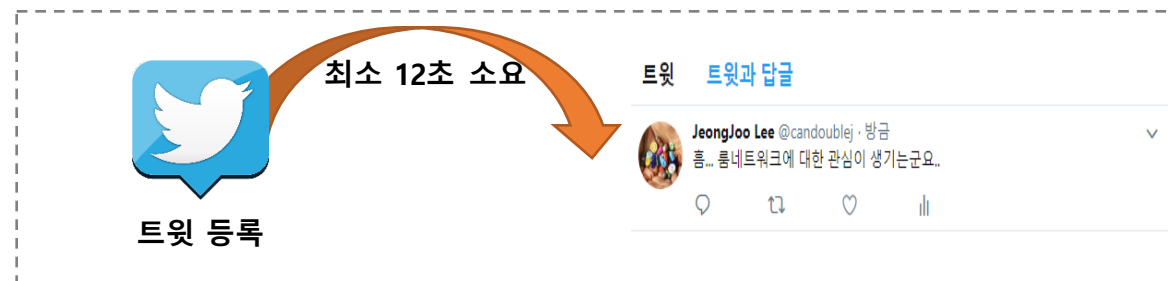 최소 12초 소요
트윗 등록
트윗 트윗과 답글
JeongJoo Lee @candoublej · 방금
흠... 룸네트워크에 대한 관심이 생기는군요..